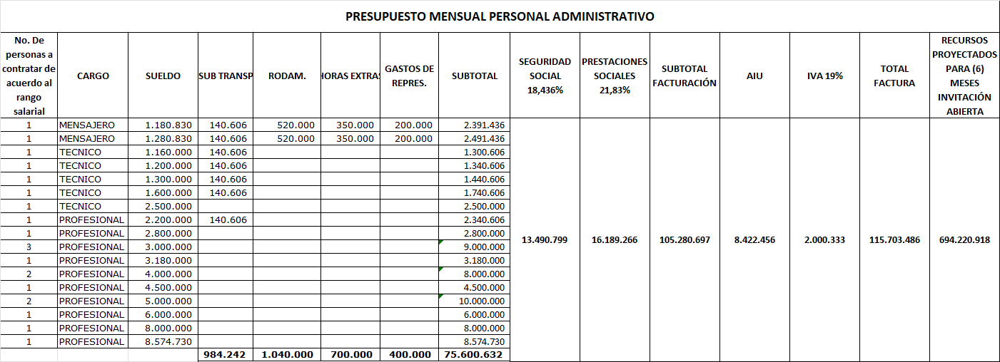 PRESUPUESTO MENSUAL PERSONAL ADMINISTRATIVO
No. De personas a contratar de acuerdo al rango salarial CARGO SUELDO SUB TRANSP RODAM. HORAS EXTRAS GASTOS DE REPRES. SUBTOTAL SEGURIDAD SOCIAL 18,436% PRESTACIONES SOCIALES 21,83% SUBTOTAL FACTURACIÓN AIU IVA 19% TOTAL FACTURA RECURSOS PROYECTADOS PARA (6) MESES INVITACIÓN ABIERTA
1 MENSAJERO 1.180.830 140.606 520.000 350.000 200.000 2.391.436
1 MENSAJERO 1.280.830 140.606 520.000 350.000 200.000 2.491.436
1 TECNICO 1.160.000 140.606 1.300.606
1 TECNICO 1.200.000 140.606 1.340.606
1 TECNICO 1.300.000 140.606 1.440.606
1 TECNICO 1.600.000 140.606 1.740.606
1 TECNICO 2.500.000 2.500.000
1 PROFESIONAL 2.200.000 140.606 2.340.606
1 PROFESIONAL 2.800.000 2.800.000
3 PROFESIONAL 3.000.000 9.000.000
1 PROFESIONAL 3.180.000 3.180.000
2 PROFESIONAL 4.000.000 8.000.000
1 PROFESIONAL 4.500.000 4.500.000
2 PROFESIONAL 5.000.000 10.000.000
1 PROFESIONAL 6.000.000 6.000.000
1 PROFESIONAL 8.000.000 8.000.000
1 PROFESIONAL 8.574.730 8.574.730
13.490.799 16.189.266 105.280.697 8.422.456 2.000.333 115.703.486 694.220.918
984.242 1.040.000 700.000 400.000 75.600.632